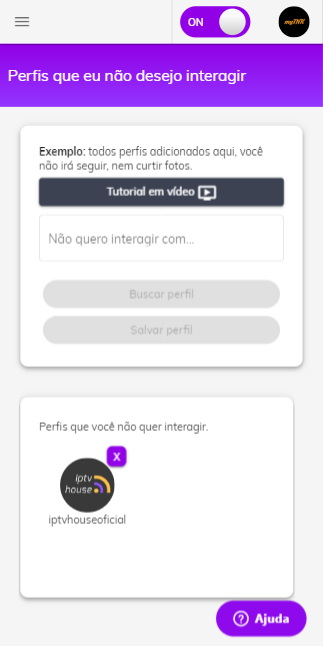 ON
myTNK
Perfis que eu não desejo interagir
Exemplo: todos perfis adicionados aqui, você
não irá seguir, nem curtir fotos.
Tutorial em vídeo
Não quero interagir com...
Buscar perfil
Salvar perfil
Perfis que você não quer interagir.
X
iptv
house
iptvhouseoficial
Ajuda